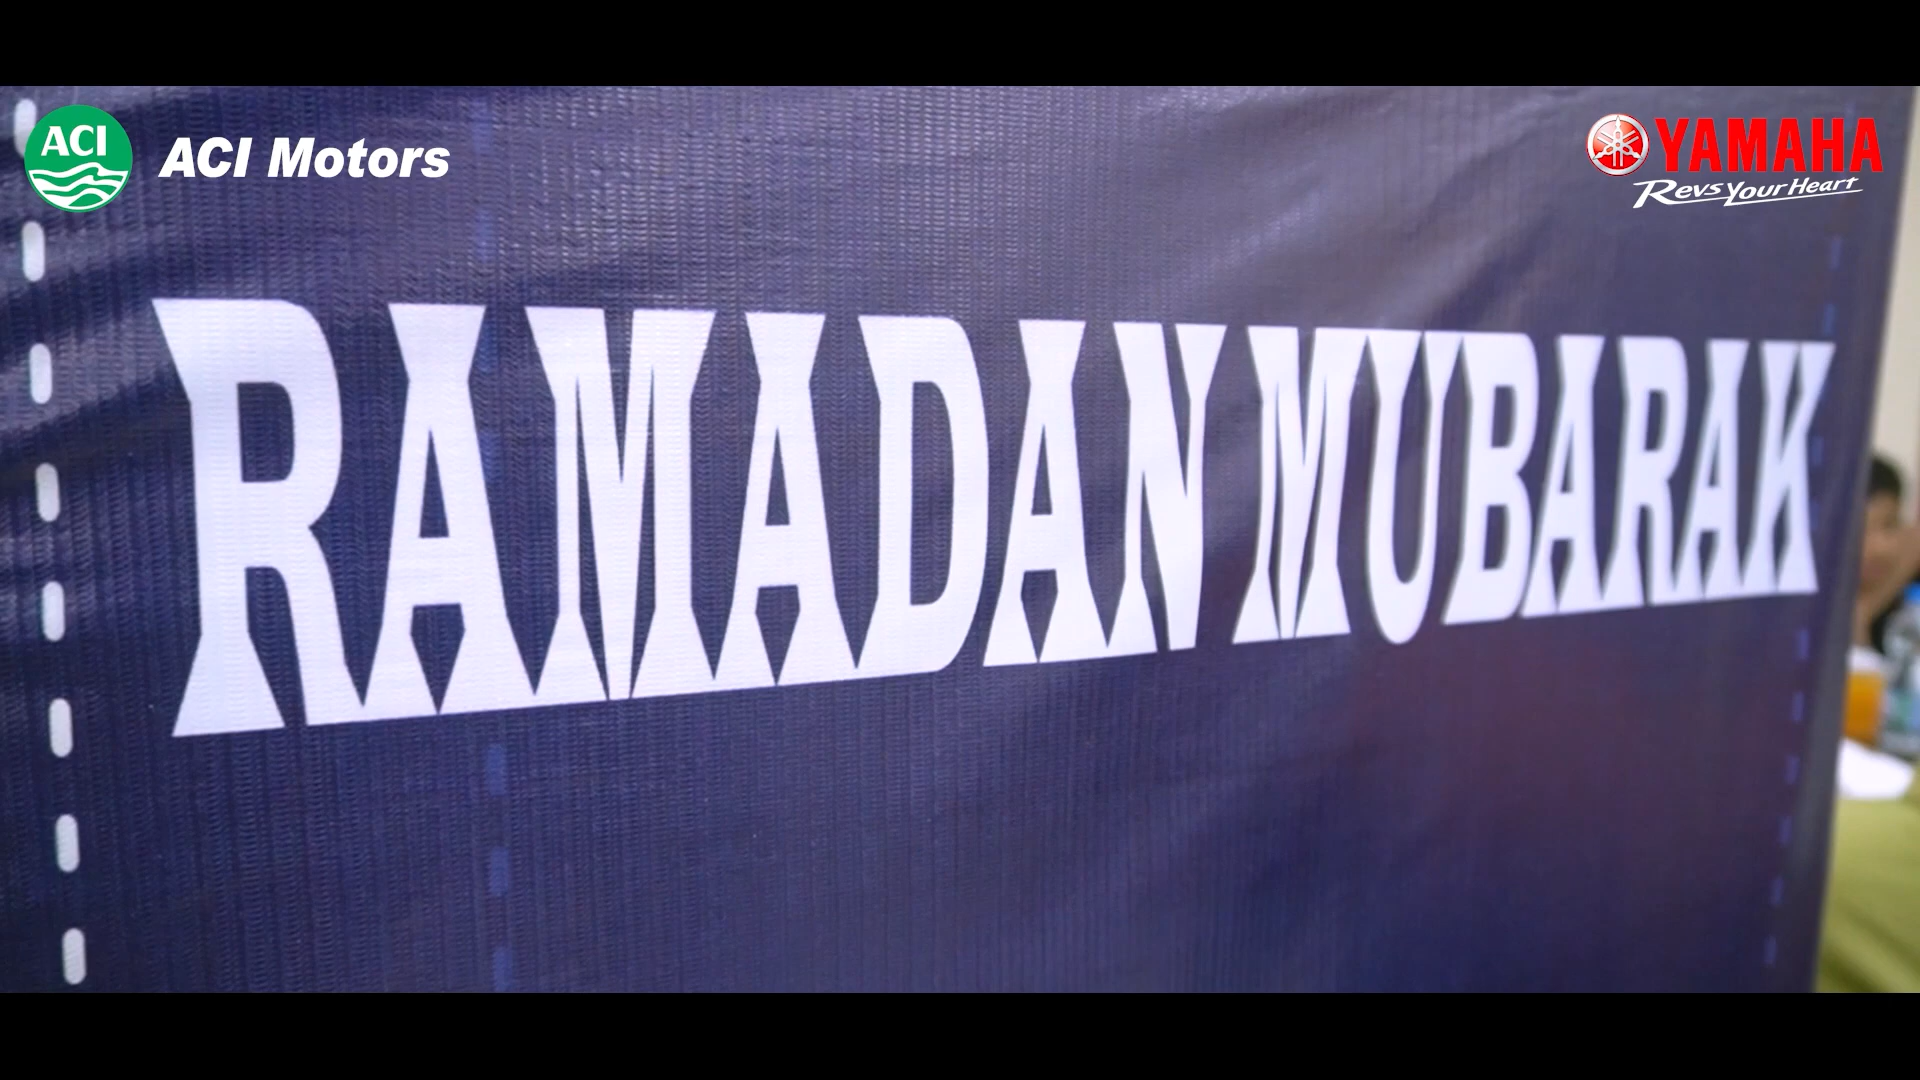 ACI
ACI Motors
YAMAHA
Revs Your Heart
RAMADAN MUBARAK